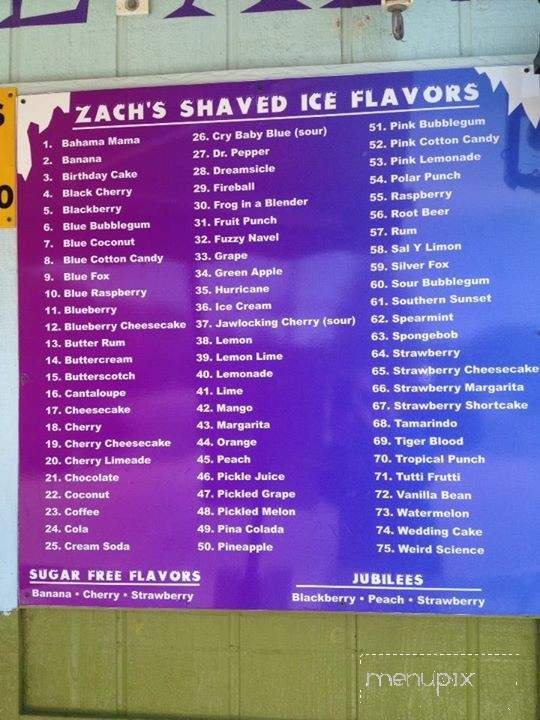 ZACH'S SHAVED ICE FLAVORS
1. Bahama Mama
2. Banana
3. Birthday Cake
4. Black Cherry
5. Blackberry
6. Blue Bubblegum
7. Blue Coconut
8. Blue Cotton Candy
9. Blue Fox
10. Blue Raspberry
11. Blueberry
12. Blueberry Cheesecake
13. Butter Rum
14. Buttercream
15. Butterscotch
16. Cantaloupe
17. Cheesecake
18. Cherry
19. Cherry Cheesecake
20. Cherry Limeade
21. Chocolate
22. Coconut
23. Coffee
24. Cola
25. Cream Soda
26. Cry Baby Blue (sour)
27. Dr. Pepper
28. Dreamsicle
29. Fireball
30. Frog in a Blender
31. Fruit Punch
32. Fuzzy Navel
33. Grape
34. Green Apple
35. Hurricane
36. Ice Cream
37. Jawlocking Cherry (sour)
38. Lemon
39. Lemon Lime
40. Lemonade
41. Lime
42. Mango
43. Margarita
44. Orange
45. Peach
46. Pickle Juice
47. Pickled Grape
48. Pickled Melon
49. Pina Colada
50. Pineapple
51. Pink Bubblegum
52. Pink Cotton Candy
53. Pink Lemonade
54. Polar Punch
55. Raspberry
56. Root Beer
57. Rum
58. Sal Y Limon
59. Silver Fox
60. Sour Bubblegum
61. Southern Sunset
62. Spearmint
63. Spongebob
64. Strawberry
65. Strawberry Cheesecake
66. Strawberry Margarita
67. Strawberry Shortcake
68. Tamarindo
69. Tiger Blood
70. Tropical Punch
71. Tutti Frutti
72. Vanilla Bean
73. Watermelon
74. Wedding Cake
75. Weird Science
SUGAR FREE FLAVORS
Banana • Cherry • Strawberry
JUBILEES
Blackberry • Peach • Strawberry
menupix